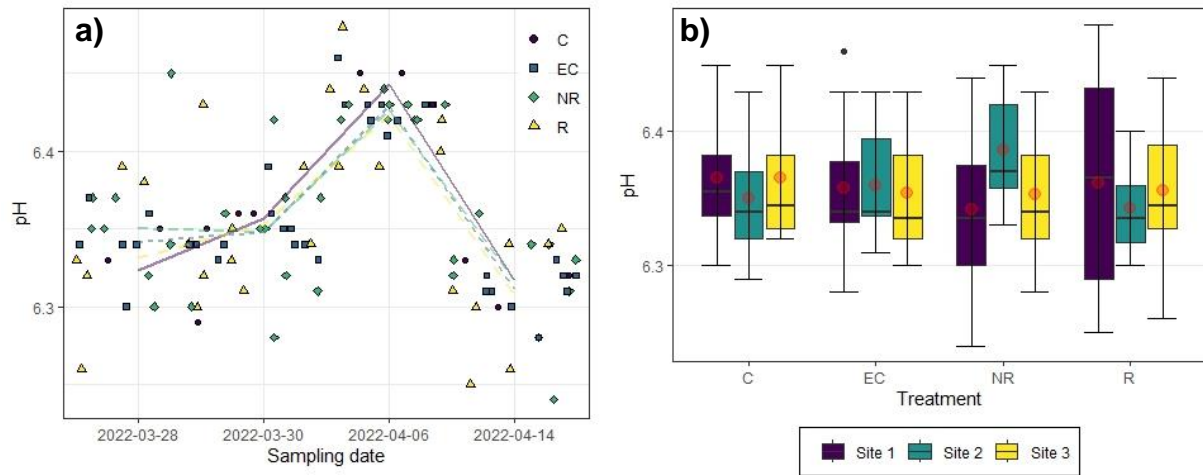 a)
C
EC
NR
R
6.4
6.3
pH
2022-03-28 2022-03-30 2022-04-06 2022-04-14
Sampling date
b)
6.4
6.3
pH
C EC NR R
Treatment
Site 1 Site 2 Site 3